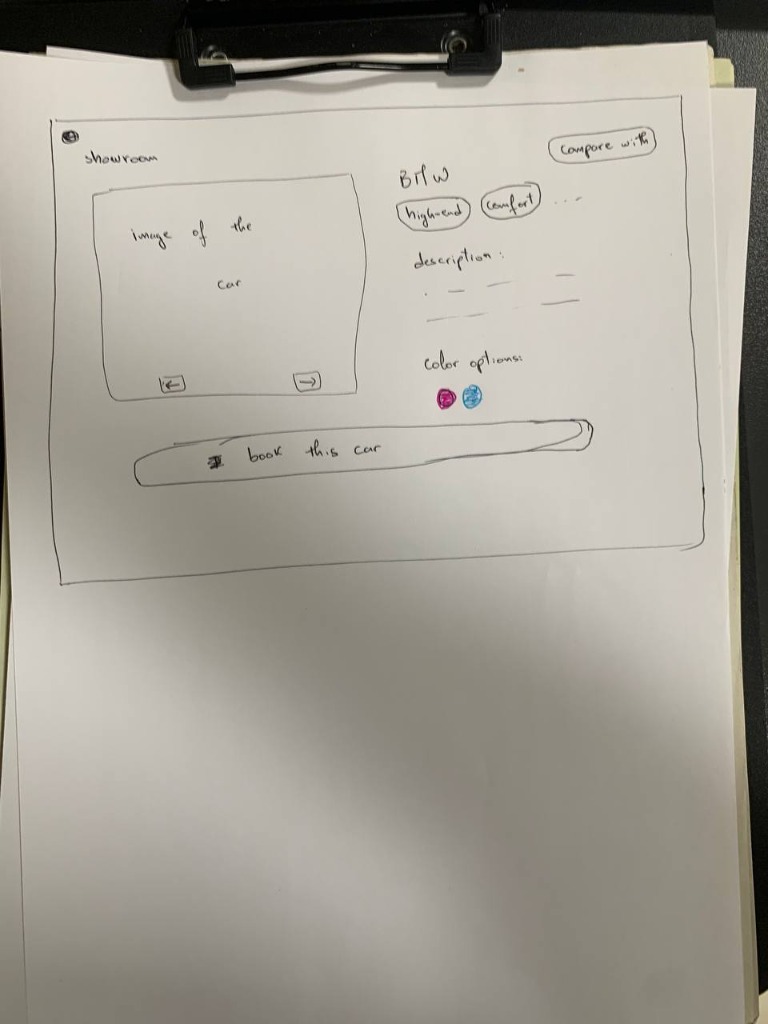 showroom
compare with
BMW
high-end
comfort
...
image of the
car
description:
color options:
← →
book this car